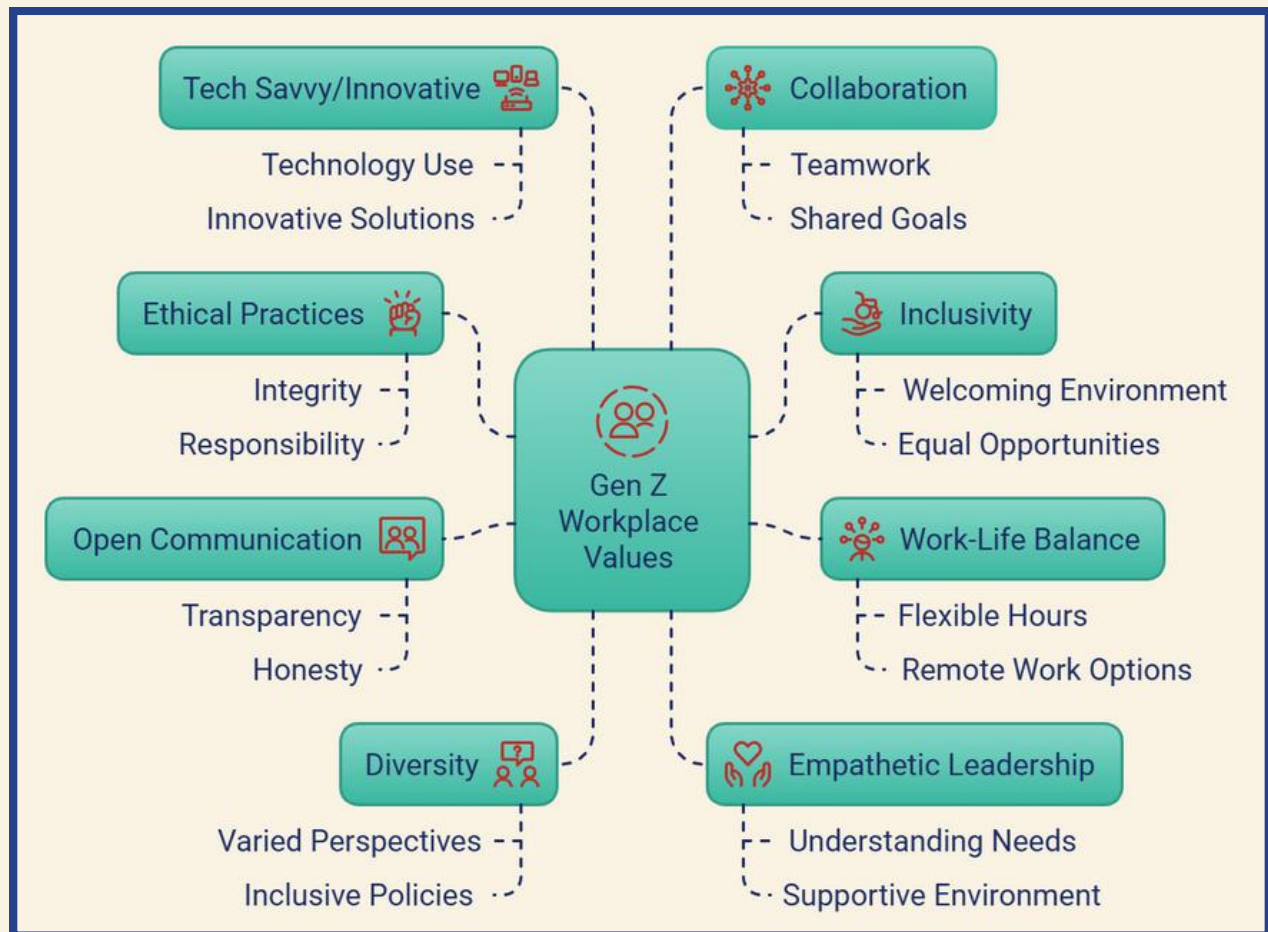 Tech Savvy/Innovative
Technology Use
Innovative Solutions
Collaboration
Teamwork
Shared Goals
Ethical Practices
Integrity
Responsibility
Inclusivity
Welcoming Environment
Equal Opportunities
Gen Z
Workplace
Values
Open Communication
Transparency
Honesty
Work-Life Balance
Flexible Hours
Remote Work Options
Diversity
?
Varied Perspectives
Inclusive Policies
Empathetic Leadership
Understanding Needs
Supportive Environment